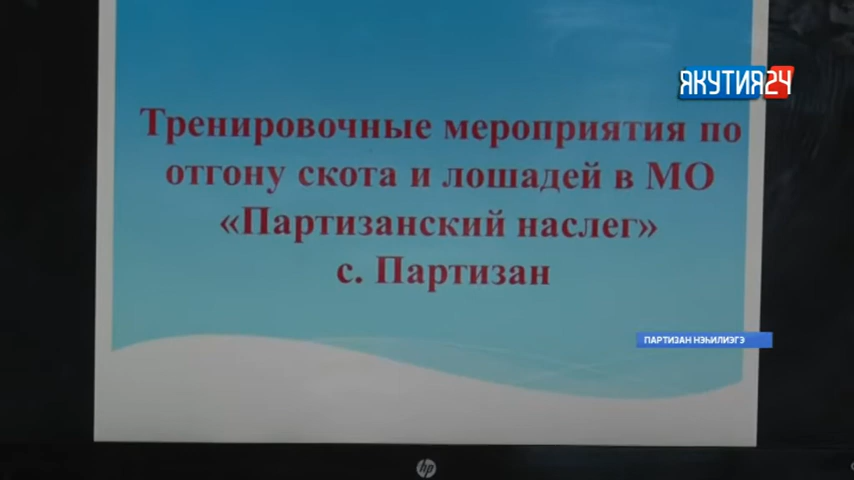 ЯКУТИЯ24
Тренировочные мероприятия по
отгону скота и лошадей в МО
«Партизанский наслег»
с. Партизан
ПАРТИЗАН НЭҺИЛИЭГЭ
hp